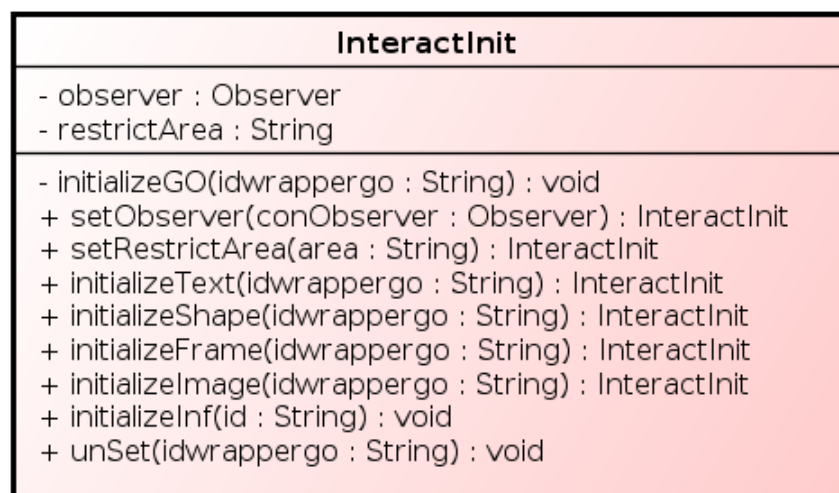 InteractInit
- observer : Observer
- restrictArea : String
- initializeGO(idwrappergo : String) : void
+ setObserver(conObserver : Observer) : InteractInit
+ setRestrictArea(area : String) : InteractInit
+ initializeText(idwrappergo : String) : InteractInit
+ initializeShape(idwrappergo : String) : InteractInit
+ initializeFrame(idwrappergo : String) : InteractInit
+ initializeImage(idwrappergo : String) : InteractInit
+ initializeInf(id : String) : void
+ unSet(idwrappergo : String) : void